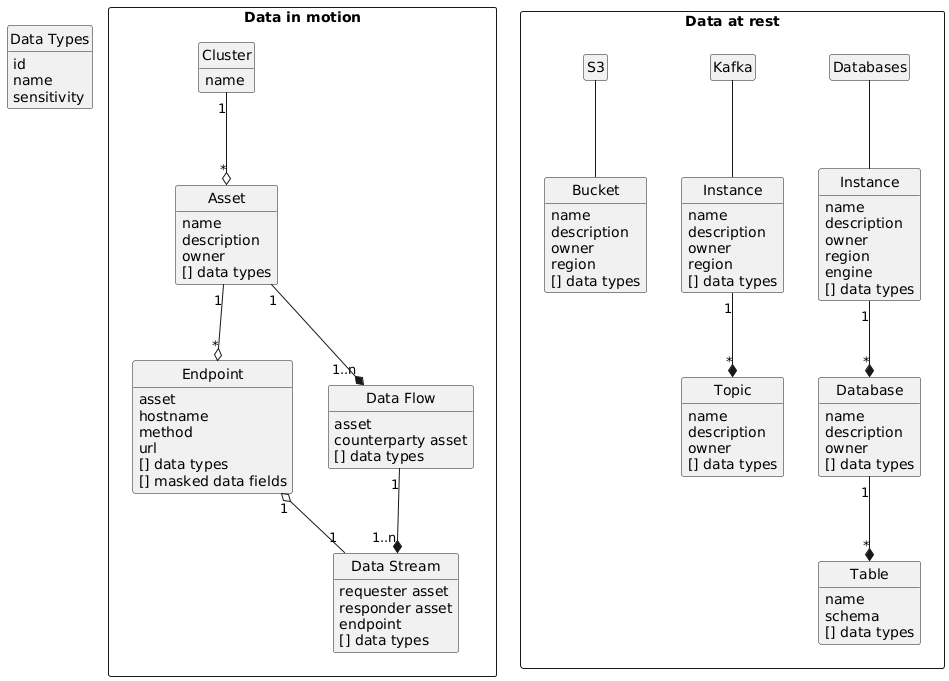 Data Types
id
name
sensitivity
Data in motion
Cluster
name
1
*
Asset
name
description
owner
[] data types
1
1
*
1..n
Endpoint
asset
hostname
method
url
[] data types
[] masked data fields
Data Flow
asset
counterparty asset
[] data types
1
1
1..n
1
Data Stream
requester asset
responder asset
endpoint
[] data types
Data at rest
S3
Bucket
name
description
owner
region
[] data types
Kafka
Instance
name
description
owner
region
[] data types
1
*
Topic
name
description
owner
[] data types
Databases
Instance
name
description
owner
region
engine
[] data types
1
*
Database
name
description
owner
[] data types
1
*
Table
name
schema
[] data types